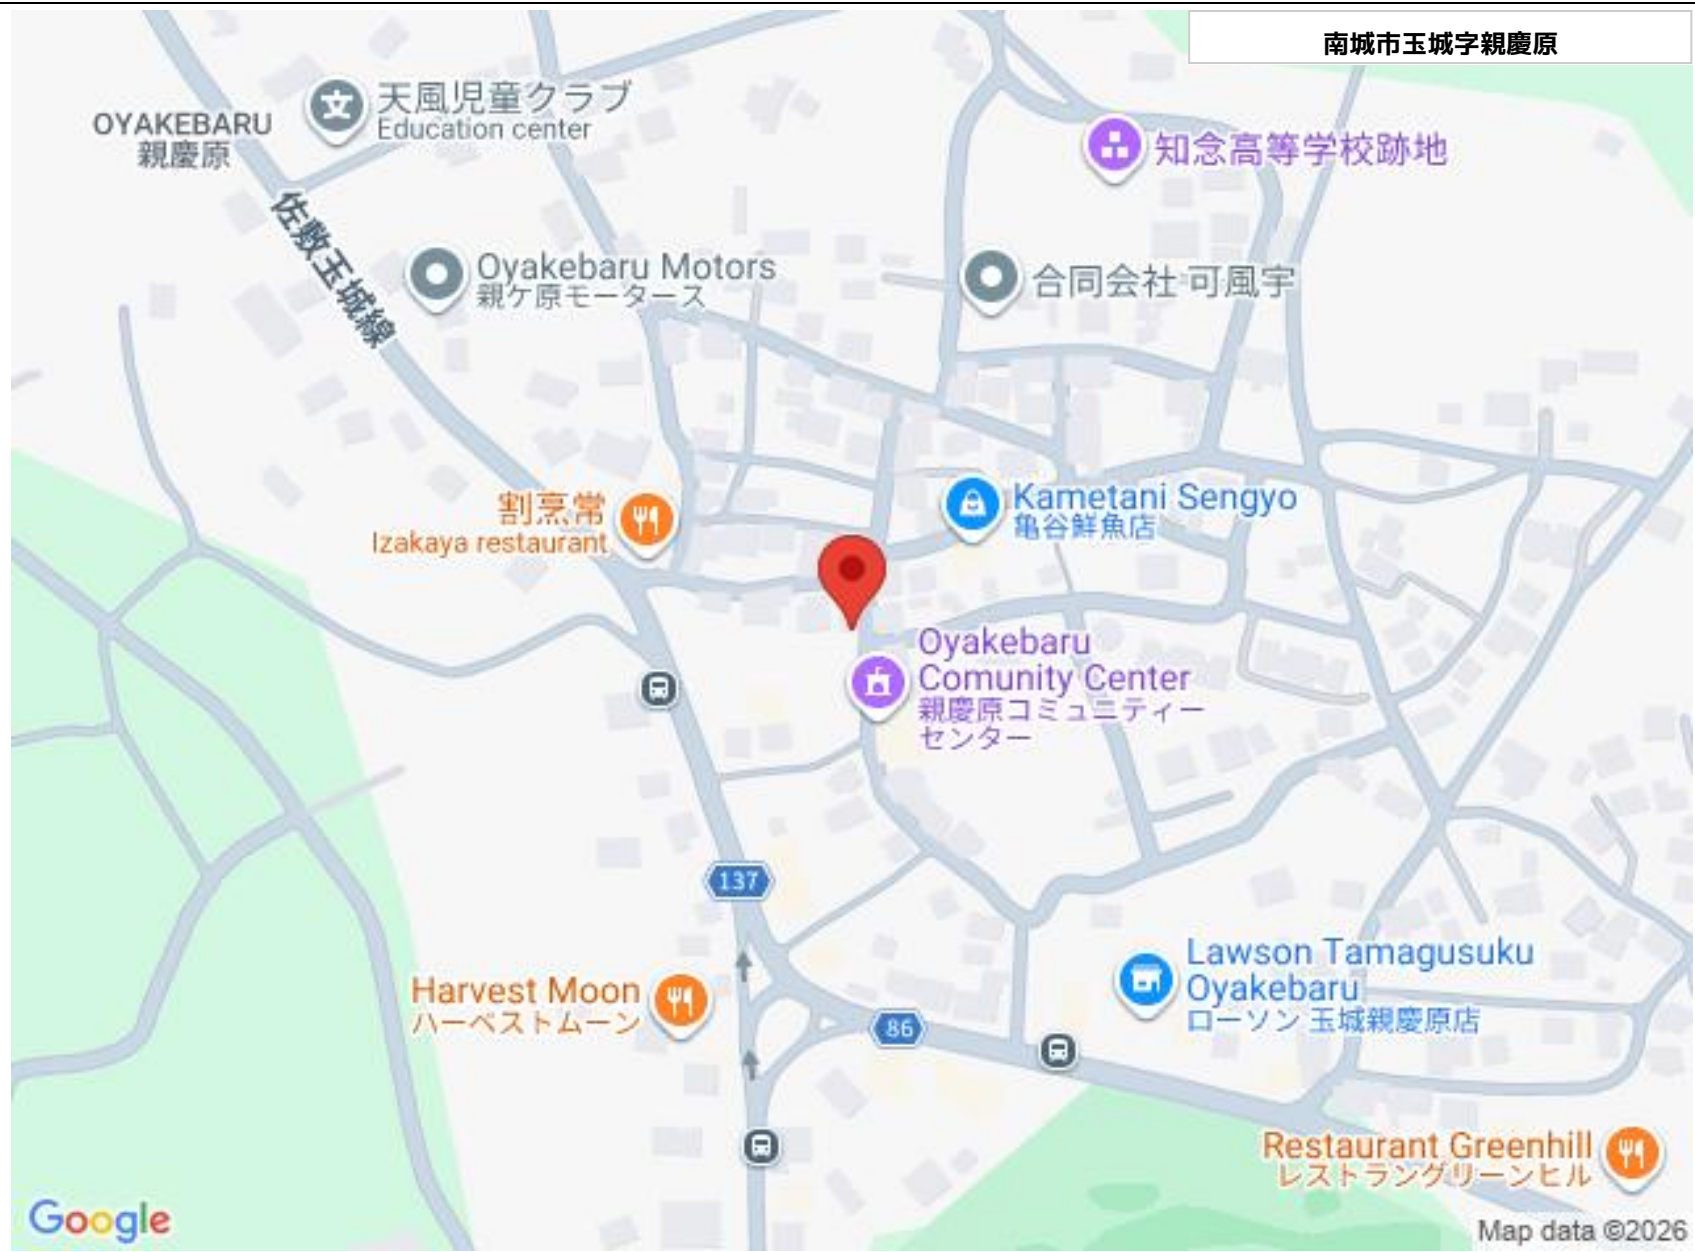 南城市玉城字親慶原
天風児童クラブ
Education center
OYAKEBARU
親慶原
知念高等学校跡地
佐敷玉城線
Oyakebaru Motors
親ケ原モータース
合同会社 可風宇
割烹常
Izakaya restaurant
Kametani Sengyo
亀谷鮮魚店
Oyakebaru
Comunity Center
親慶原コミュニティー
センター
137
Harvest Moon
ハーベストムーン
86
Lawson Tamagusuku
Oyakebaru
ローソン 玉城親慶原店
Restaurant Greenhill
レストラングリーンヒル
Google
Map data ©2026